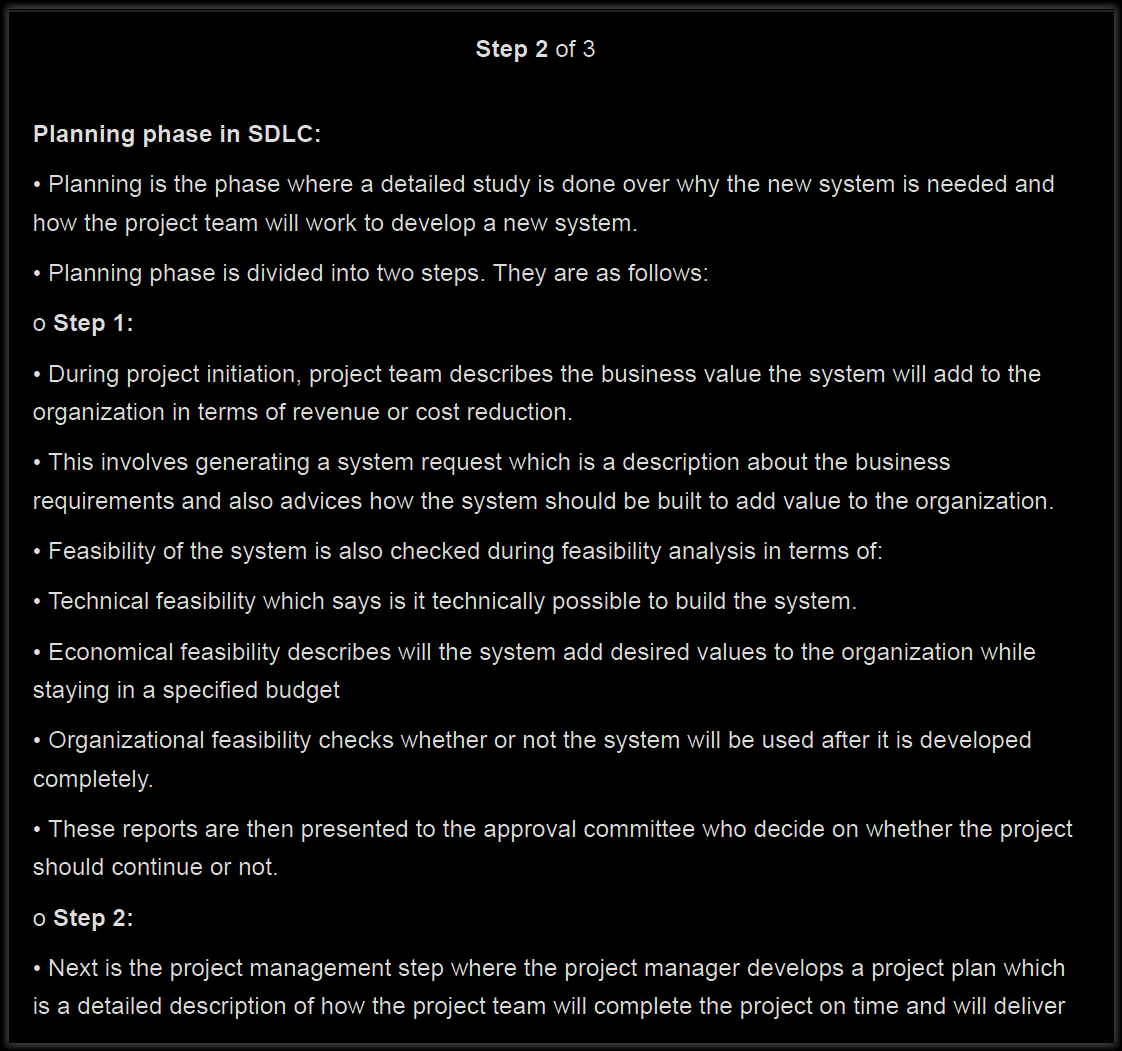 Step 2 of 3
Planning phase in SDLC:
• Planning is the phase where a detailed study is done over why the new system is needed and
how the project team will work to develop a new system.
• Planning phase is divided into two steps. They are as follows:
o Step 1:
• During project initiation, project team describes the business value the system will add to the
organization in terms of revenue or cost reduction.
• This involves generating a system request which is a description about the business
requirements and also advices how the system should be built to add value to the organization.
• Feasibility of the system is also checked during feasibility analysis in terms of:
• Technical feasibility which says is it technically possible to build the system.
• Economical feasibility describes will the system add desired values to the organization while
staying in a specified budget
• Organizational feasibility checks whether or not the system will be used after it is developed
completely.
• These reports are then presented to the approval committee who decide on whether the project
should continue or not.
o Step 2:
• Next is the project management step where the project manager develops a project plan which
is a detailed description of how the project team will complete the project on time and will deliver